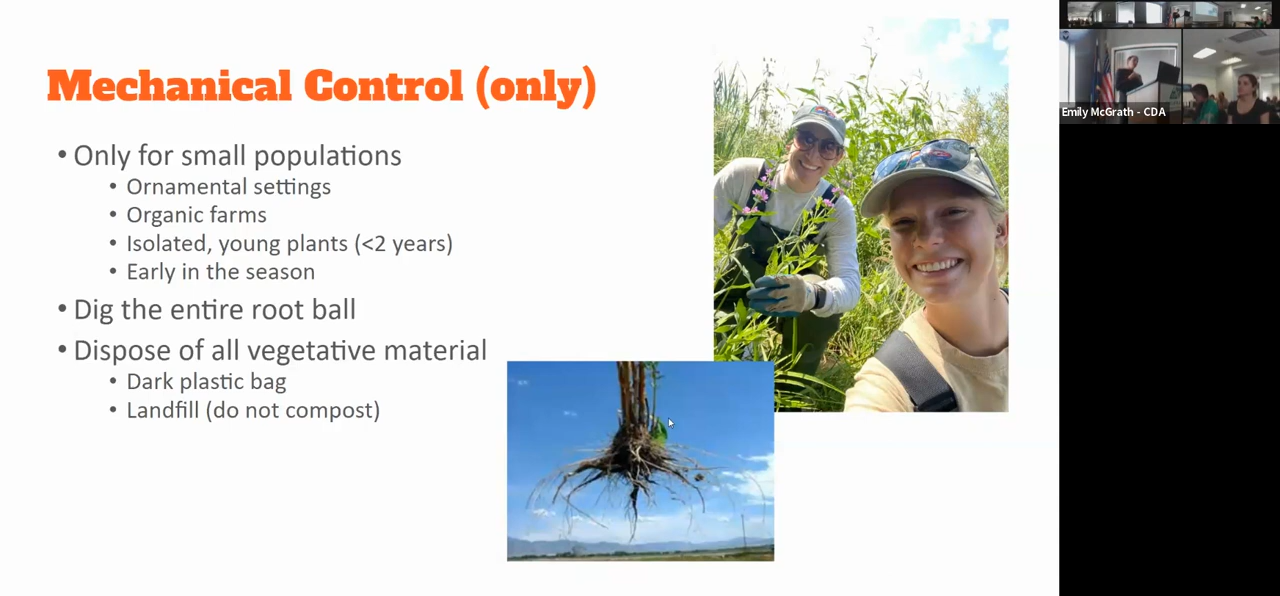 Mechanical Control (only)
• Only for small populations
• Ornamental settings
• Organic farms
• Isolated, young plants (<2 years)
• Early in the season
• Dig the entire root ball
• Dispose of all vegetative material
• Dark plastic bag
• Landfill (do not compost)
Emily McGrath - CDA